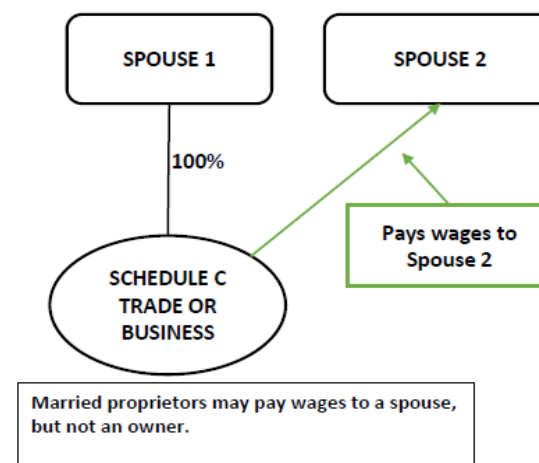 SPOUSE 1
SPOUSE 2
100%
Pays wages to
Spouse 2
SCHEDULE C
TRADE OR
BUSINESS
Married proprietors may pay wages to a spouse,
but not an owner.